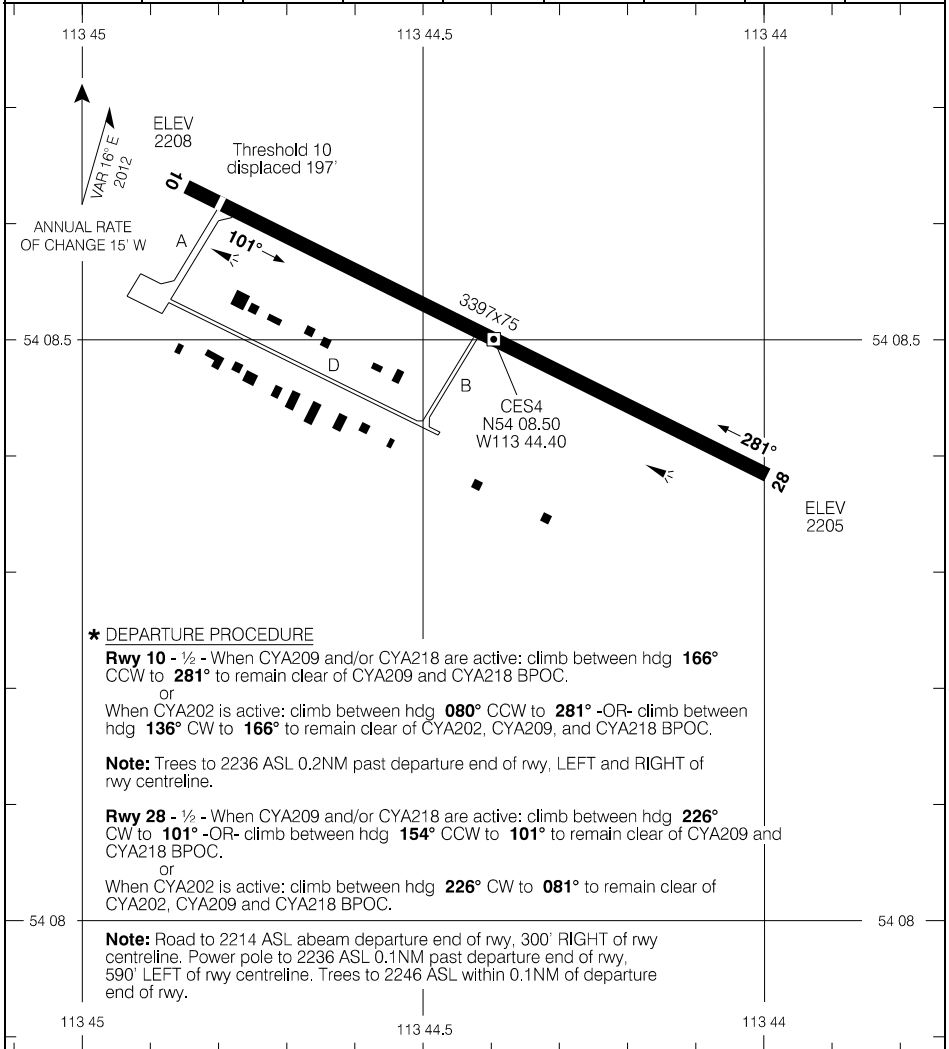 113 45
113 44.5
113 44
ELEV
2208
Threshold 10
displaced 197'
VAR 16° E
2012
10
ANNUAL RATE
OF CHANGE 15' W
A
101°
3397x75
54 08.5
54 08.5
D
B
CES4
N54 08.50
W113 44.40
281°
28
ELEV
2205
* DEPARTURE PROCEDURE
Rwy 10 - ½ - When CYA209 and/or CYA218 are active: climb between hdg 166°
CCW to 281° to remain clear of CYA209 and CYA218 BPOC.
or
When CYA202 is active: climb between hdg 080° CCW to 281° -OR- climb between
hdg 136° CW to 166° to remain clear of CYA202, CYA209, and CYA218 BPOC.
Note: Trees to 2236 ASL 0.2NM past departure end of rwy, LEFT and RIGHT of
rwy centreline.
Rwy 28 - ½ - When CYA209 and/or CYA218 are active: climb between hdg 226°
CW to 101° -OR- climb between hdg 154° CCW to 101° to remain clear of CYA209 and
CYA218 BPOC.
or
When CYA202 is active: climb between hdg 226° CW to 081° to remain clear of
CYA202, CYA209 and CYA218 BPOC.
54 08
54 08
Note: Road to 2214 ASL abeam departure end of rwy, 300' RIGHT of rwy
centreline. Power pole to 2236 ASL 0.1NM past departure end of rwy,
590' LEFT of rwy centreline. Trees to 2246 ASL within 0.1NM of departure
end of rwy.
113 45
113 44.5
113 44